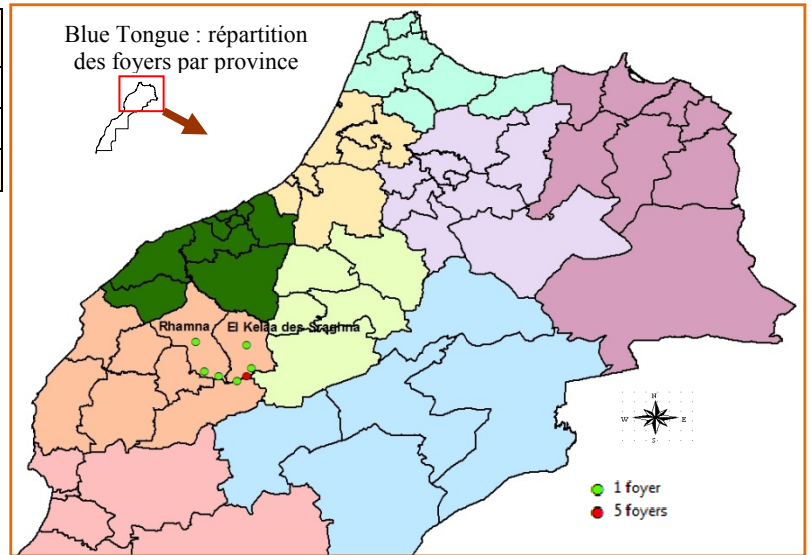 Blue Tongue : répartition
des foyers par province
Rhamna
El Kelaa des Sraghna
N
W
E
S
1 foyer
5 foyers